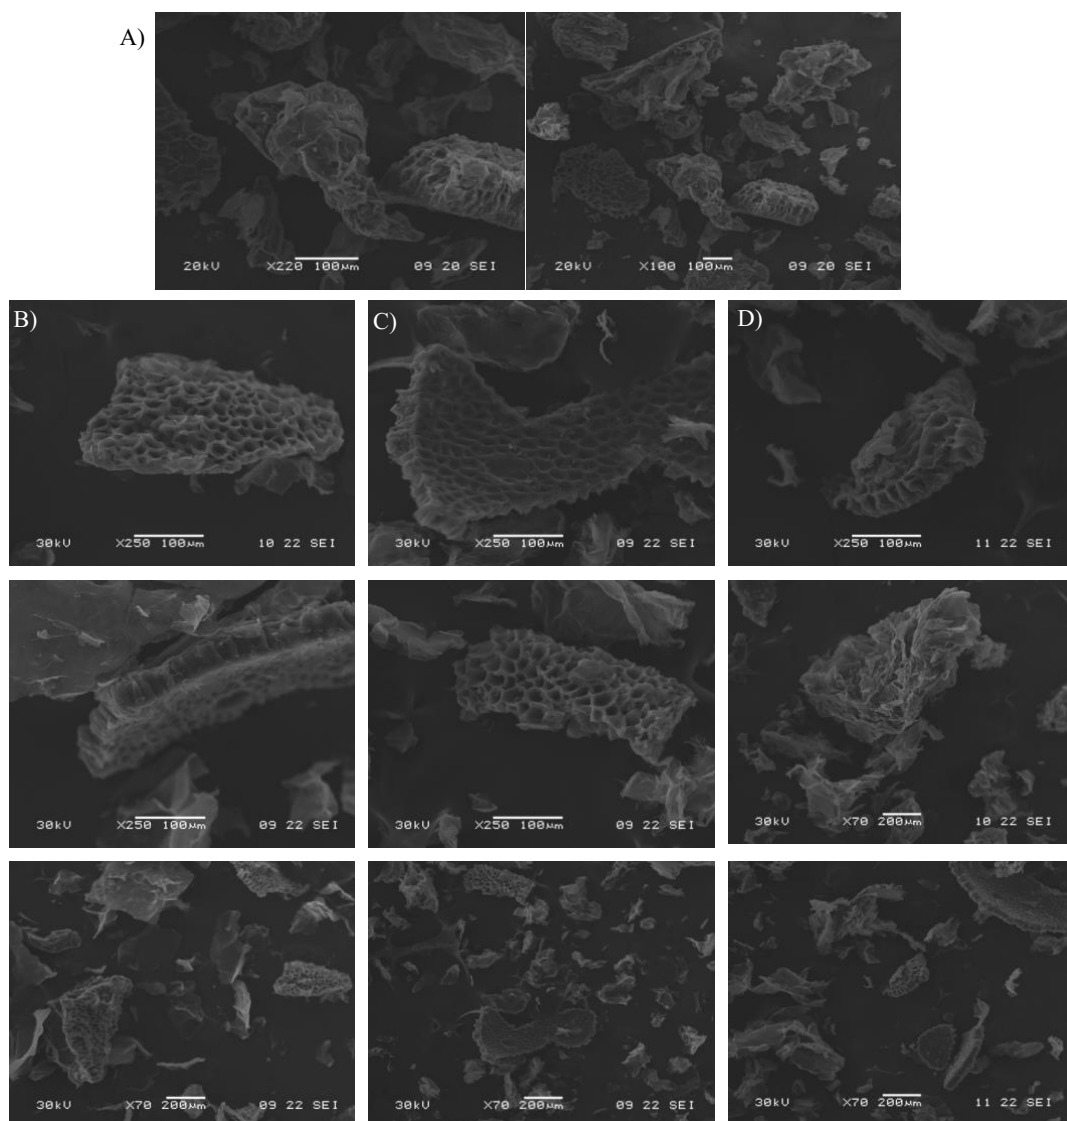 A)
20kV X220 100µm 09 20 SEI
20kV X100 100µm 09 20 SEI
B)
C)
D)
30kV X250 100µm 10 22 SEI
30kV X250 100µm 09 22 SEI
30kV X250 100µm 11 22 SEI
30kV X250 100µm 09 22 SEI
30kV X250 100µm 09 22 SEI
30kV X70 200µm 10 22 SEI
30kV X70 200µm 09 22 SEI
30kV X70 200µm 09 22 SEI
30kV X70 200µm 11 22 SEI